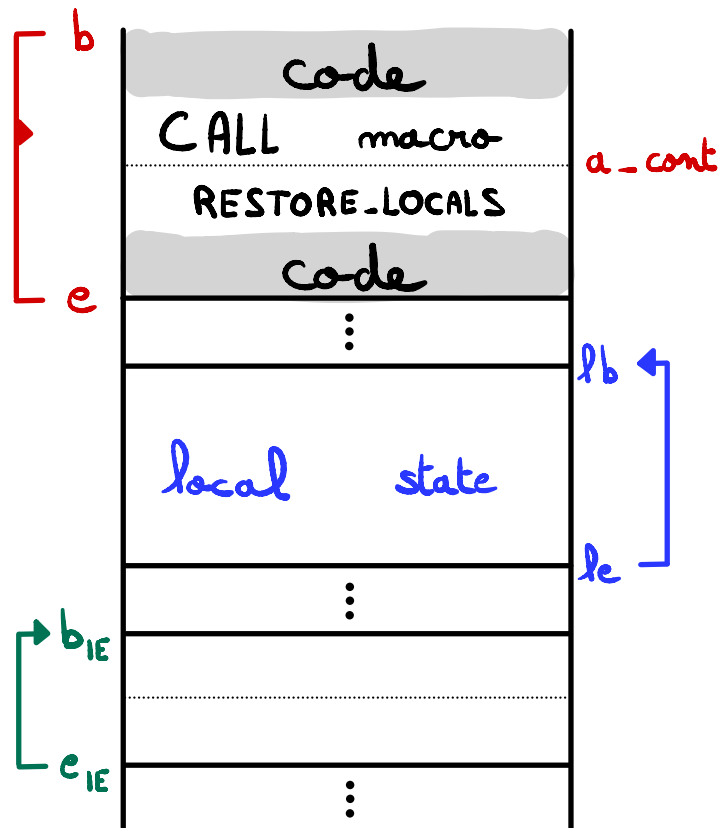 b
code
CALL macro
a_cont
RESTORE_LOCALS
code
e
lb
local state
le
b_IE
e_IE